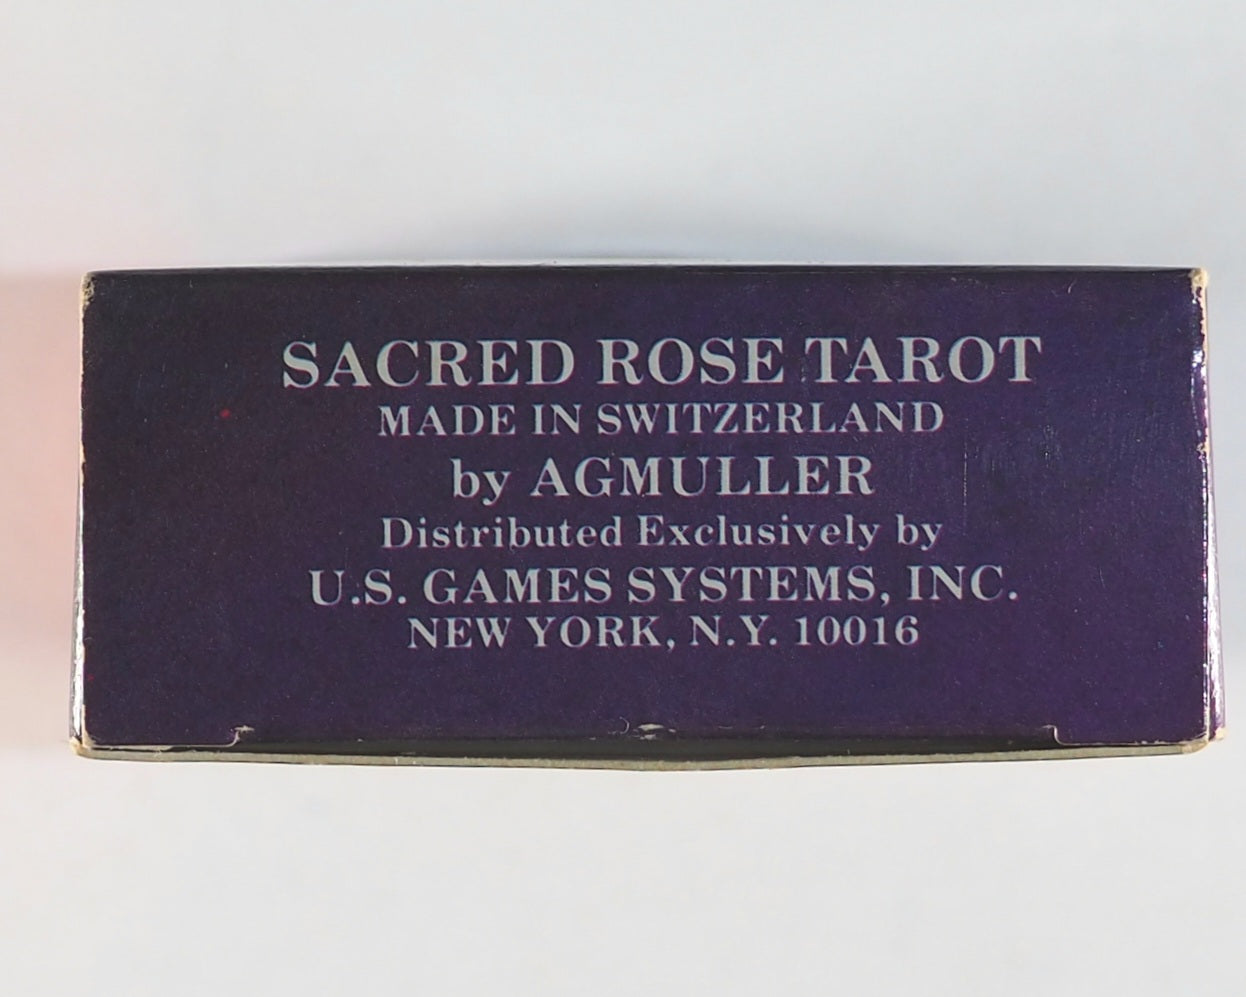 SACRED ROSE TAROT
MADE IN SWITZERLAND
by AGMULLER
Distributed Exclusively by
U.S. GAMES SYSTEMS, INC.
NEW YORK, N.Y. 10016